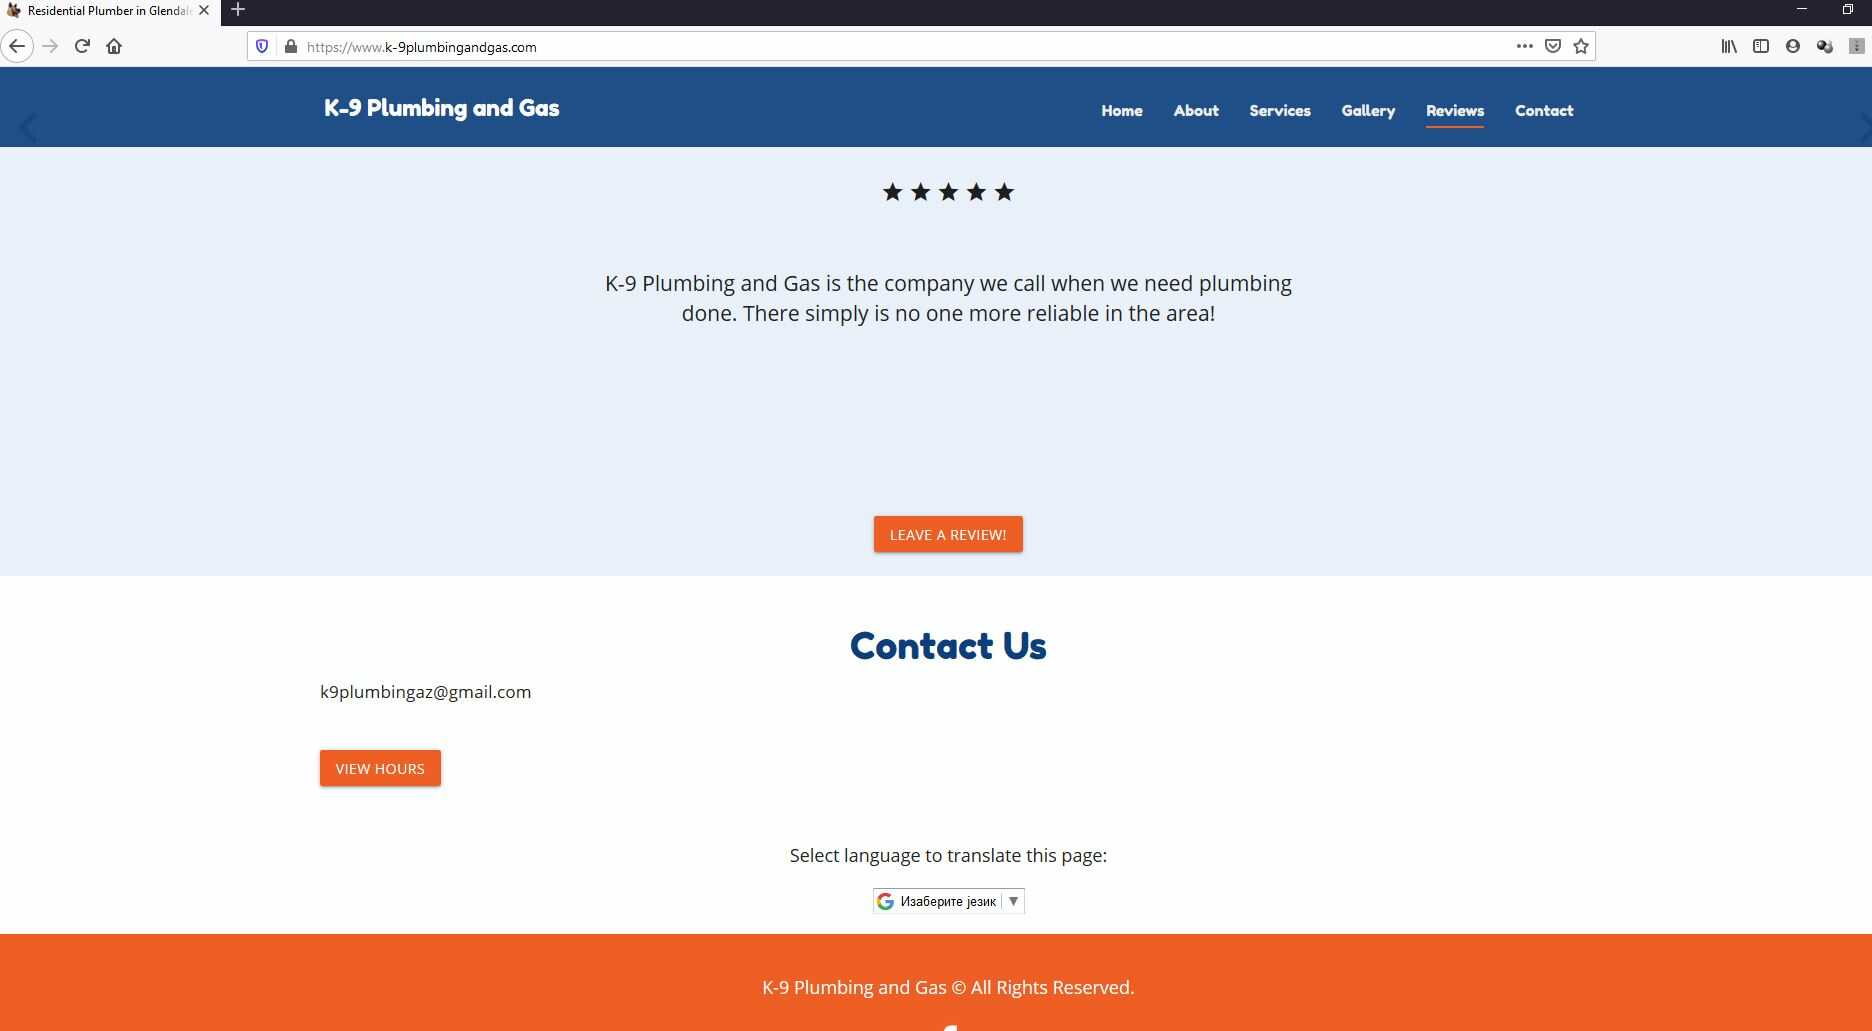 Residential Plumber in Glendale
https://www.k-9plumbingandgas.com
K-9 Plumbing and Gas
Home About Services Gallery Reviews Contact
K-9 Plumbing and Gas is the company we call when we need plumbing
done. There simply is no one more reliable in the area!
LEAVE A REVIEW!
Contact Us
k9plumbingaz@gmail.com
VIEW HOURS
Select language to translate this page:
Изаберите језик
K-9 Plumbing and Gas © All Rights Reserved.